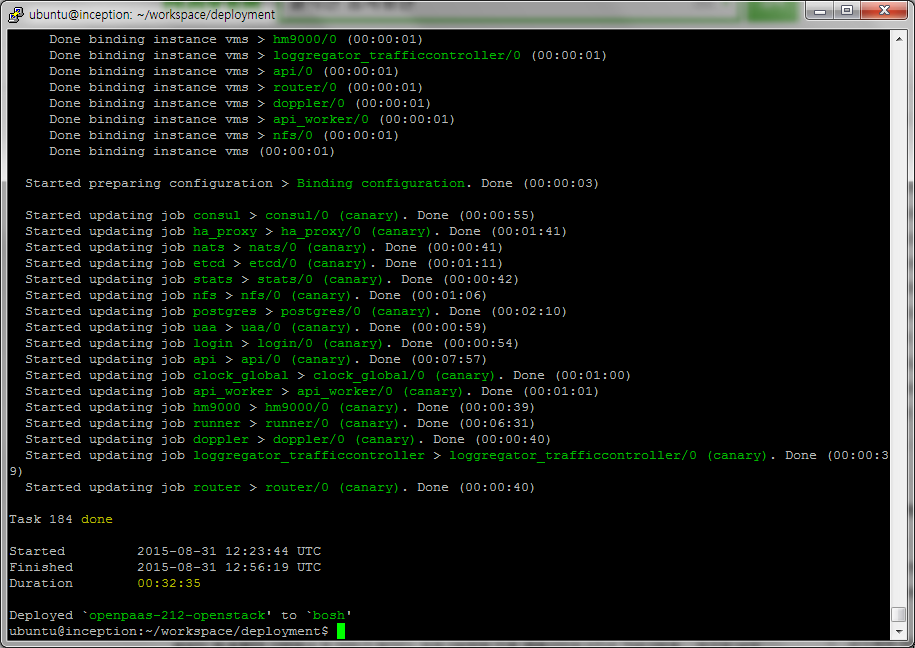 ubuntu@inception: ~/workspace/deployment
Done binding instance vms > hm9000/0 (00:00:01)
Done binding instance vms > loggregator_trafficcontroller/0 (00:00:01)
Done binding instance vms > api/0 (00:00:01)
Done binding instance vms > router/0 (00:00:01)
Done binding instance vms > doppler/0 (00:00:01)
Done binding instance vms > api_worker/0 (00:00:01)
Done binding instance vms > nfs/0 (00:00:01)
Done binding instance vms (00:00:01)
Started preparing configuration > Binding configuration. Done (00:00:03)
Started updating job consul > consul/0 (canary). Done (00:00:55)
Started updating job ha_proxy > ha_proxy/0 (canary). Done (00:01:41)
Started updating job nats > nats/0 (canary). Done (00:00:41)
Started updating job etcd > etcd/0 (canary). Done (00:01:11)
Started updating job stats > stats/0 (canary). Done (00:00:42)
Started updating job nfs > nfs/0 (canary). Done (00:01:06)
Started updating job postgres > postgres/0 (canary). Done (00:02:10)
Started updating job uaa > uaa/0 (canary). Done (00:00:59)
Started updating job login > login/0 (canary). Done (00:00:54)
Started updating job api > api/0 (canary). Done (00:07:57)
Started updating job clock_global > clock_global/0 (canary). Done (00:01:00)
Started updating job api_worker > api_worker/0 (canary). Done (00:01:01)
Started updating job hm9000 > hm9000/0 (canary). Done (00:00:39)
Started updating job runner > runner/0 (canary). Done (00:06:31)
Started updating job doppler > doppler/0 (canary). Done (00:00:40)
Started updating job loggregator_trafficcontroller > loggregator_trafficcontroller/0 (canary). Done (00:00:3
9)
Started updating job router > router/0 (canary). Done (00:00:40)
Task 184 done
Started 2015-08-31 12:23:44 UTC
Finished 2015-08-31 12:56:19 UTC
Duration 00:32:35
Deployed `openpaas-212-openstack' to `bosh'
ubuntu@inception:~/workspace/deployment$